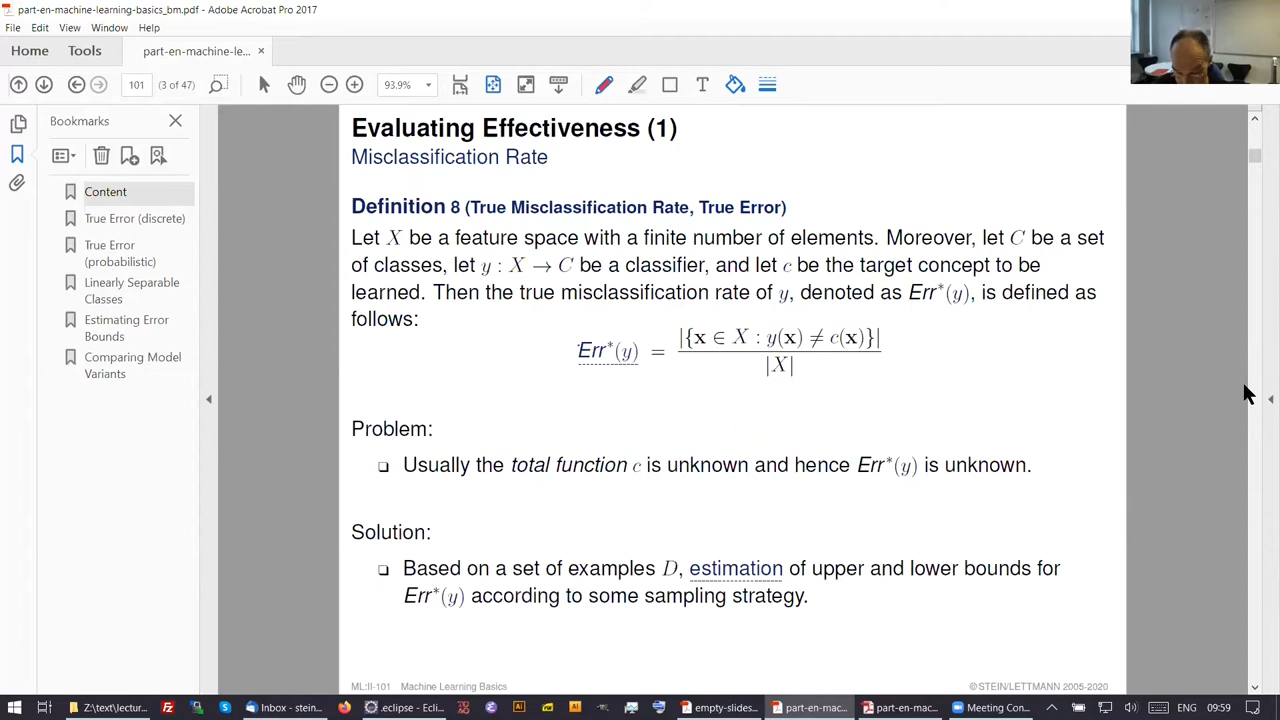 part-en-machine-learning-basics_bm.pdf - Adobe Acrobat Pro 2017
File Edit View Window Help
Home Tools part-en-machine-le... ×
101 (3 of 47) 93.9%
Bookmarks
Content
True Error (discrete)
True Error
(probabilistic)
Linearly Separable
Classes
Estimating Error
Bounds
Comparing Model
Variants
Evaluating Effectiveness (1)
Misclassification Rate
Definition 8 (True Misclassification Rate, True Error)
Let X be a feature space with a finite number of elements. Moreover, let C be a set
of classes, let y : X → C be a classifier, and let c be the target concept to be
learned. Then the true misclassification rate of y, denoted as Err*(y), is defined as
follows:
Err*(y) = |{x ∈ X : y(x) ≠ c(x)}| / |X|
Problem:
❑ Usually the total function c is unknown and hence Err*(y) is unknown.
Solution:
❑ Based on a set of examples D, estimation of upper and lower bounds for
Err*(y) according to some sampling strategy.
ML:II-101 Machine Learning Basics ©STEIN/LETTMANN 2005-2020
Z:\text\lectur... Inbox - stein... eclipse - Ecli... empty-slides... part-en-mac... part-en-mac... Meeting Con... ENG 09:59